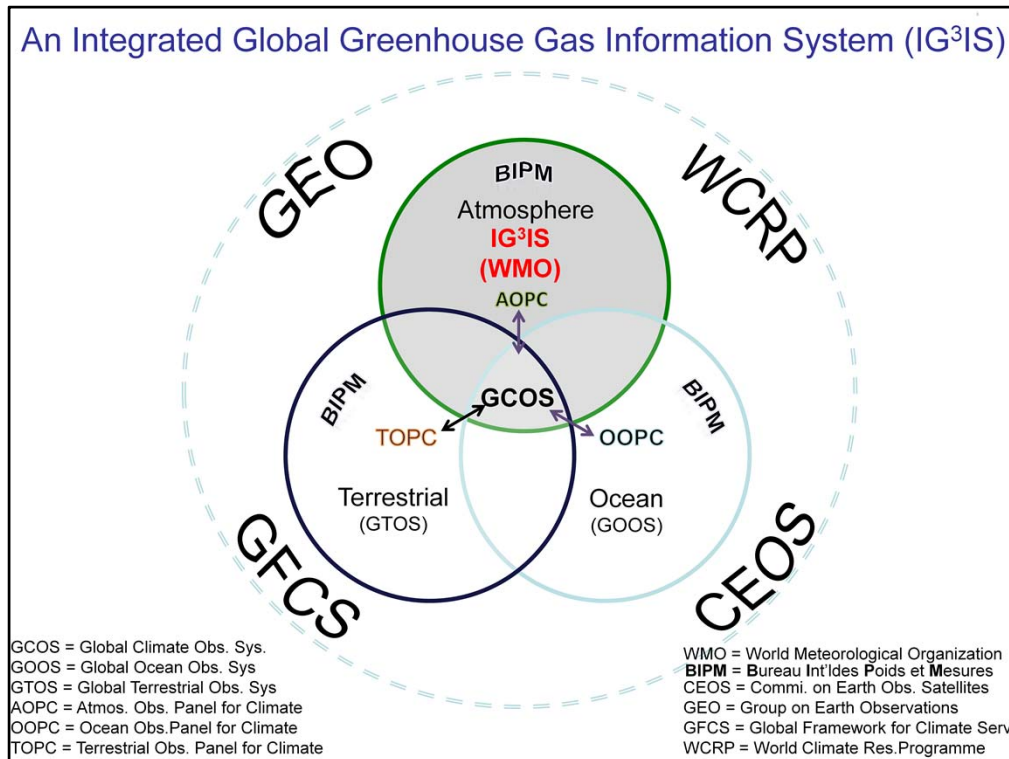 An Integrated Global Greenhouse Gas Information System (IG³IS)
GEO
WCRP
BIPM
Atmosphere
IG³IS
(WMO)
AOPC
BIPM
BIPM
GCOS
TOPC
OOPC
Terrestrial
(GTOS)
Ocean
(GOOS)
GFCS
CEOS
GCOS = Global Climate Obs. Sys.
GOOS = Global Ocean Obs. Sys
GTOS = Global Terrestrial Obs. Sys
AOPC = Atmos. Obs. Panel for Climate
OOPC = Ocean Obs.Panel for Climate
TOPC = Terrestrial Obs. Panel for Climate
WMO = World Meteorological Organization
BIPM = Bureau Int'ldes Poids et Mesures
CEOS = Commi. on Earth Obs. Satellites
GEO = Group on Earth Observations
GFCS = Global Framework for Climate Serv
WCRP = World Climate Res.Programme